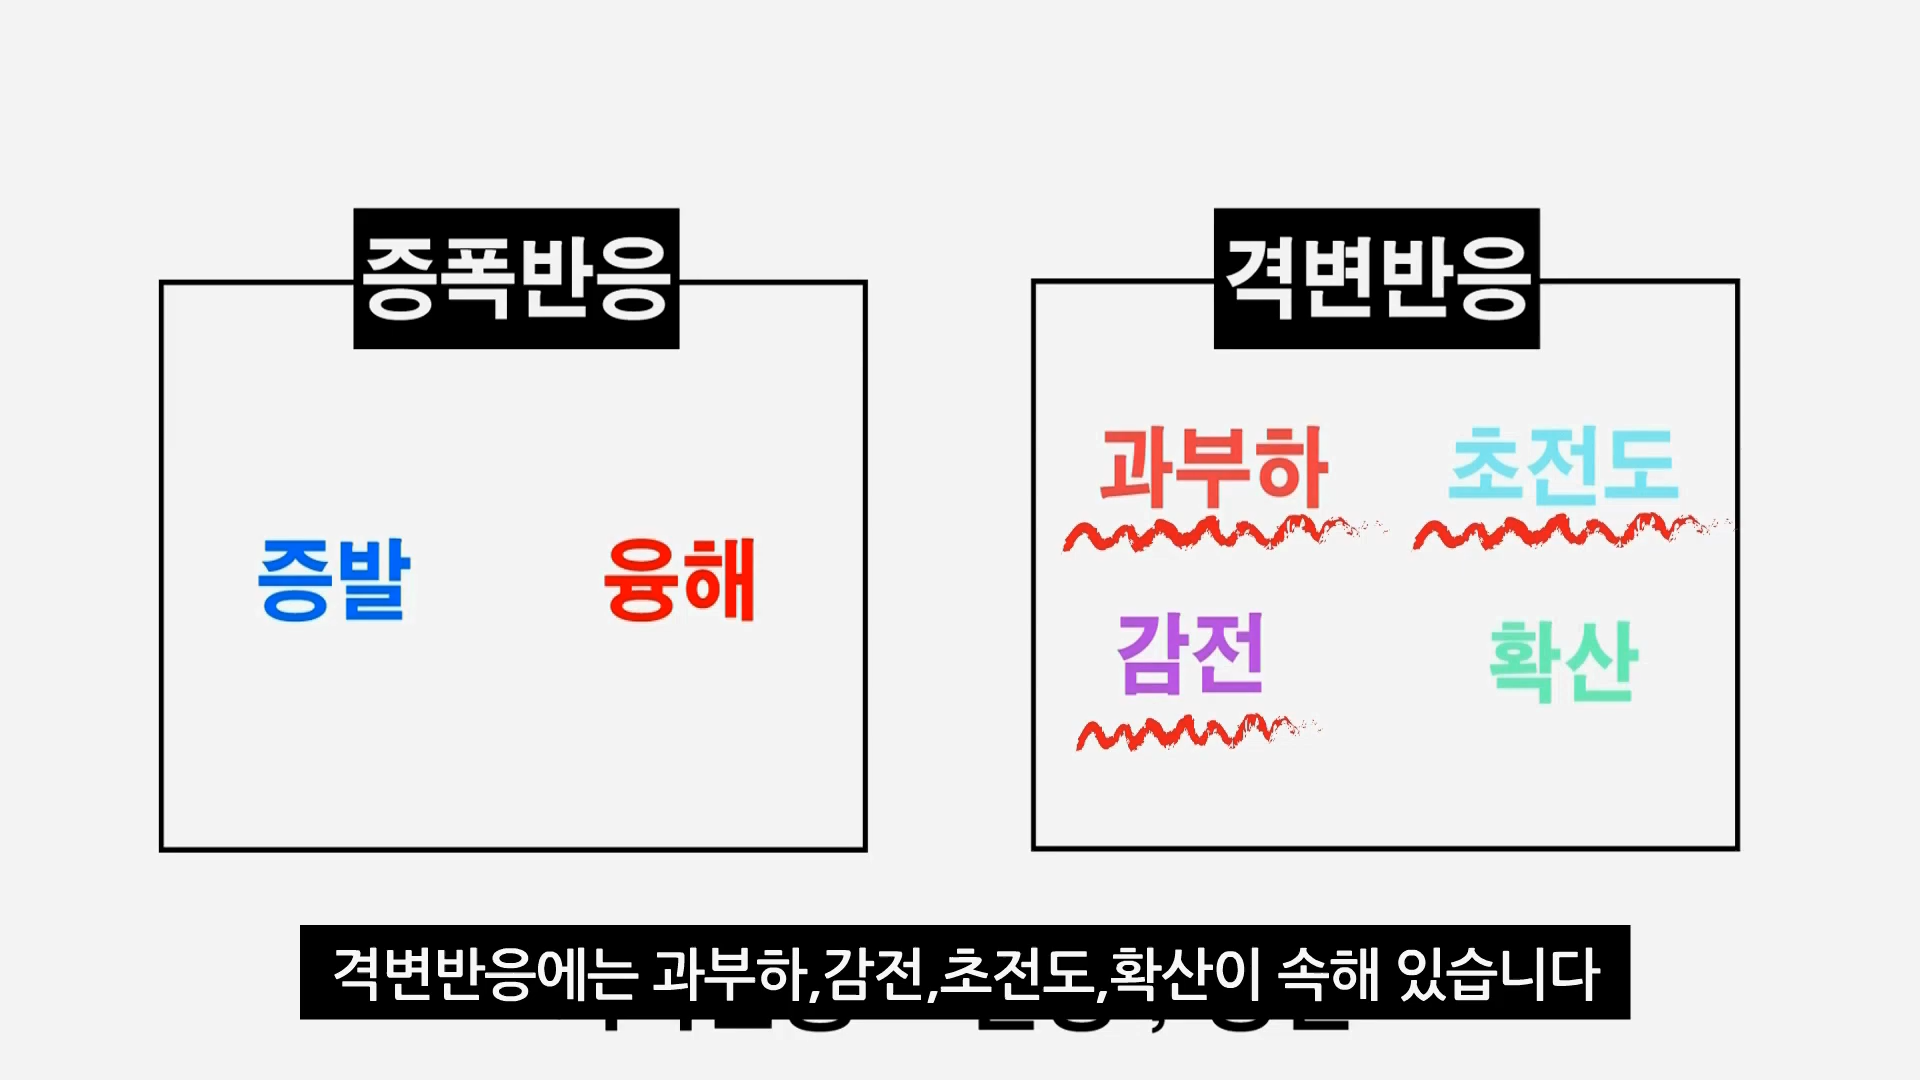 증폭반응
증발 융해
격변반응
과부하 초전도
감전 확산
격변반응에는 과부하,감전,초전도,확산이 속해 있습니다